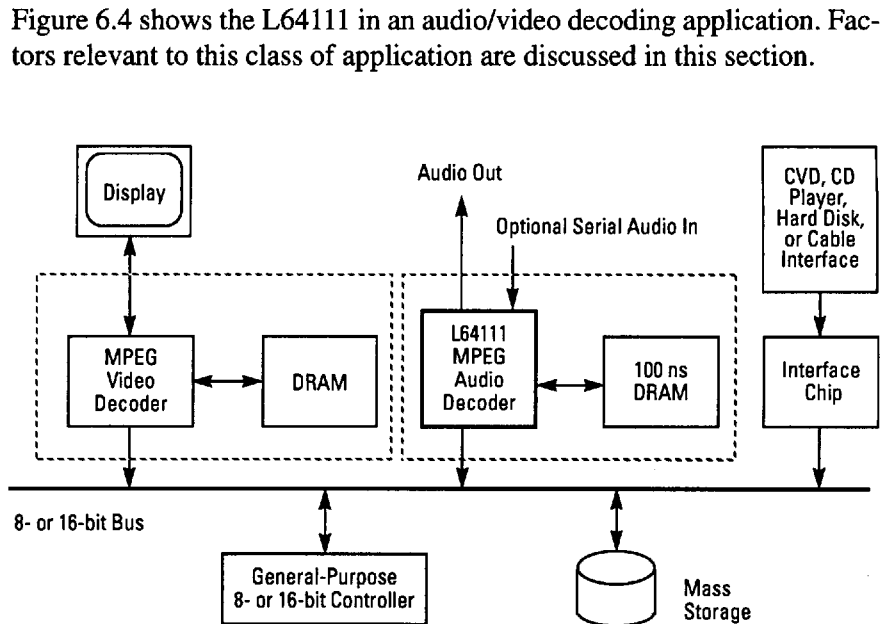 Figure 6.4 shows the L64111 in an audio/video decoding application. Fac-
tors relevant to this class of application are discussed in this section.
Display
Audio Out
Optional Serial Audio In
CVD, CD
Player,
Hard Disk,
or Cable
Interface
MPEG
Video
Decoder
DRAM
L64111
MPEG
Audio
Decoder
100 ns
DRAM
Interface
Chip
8- or 16-bit Bus
General-Purpose
8- or 16-bit Controller
Mass
Storage